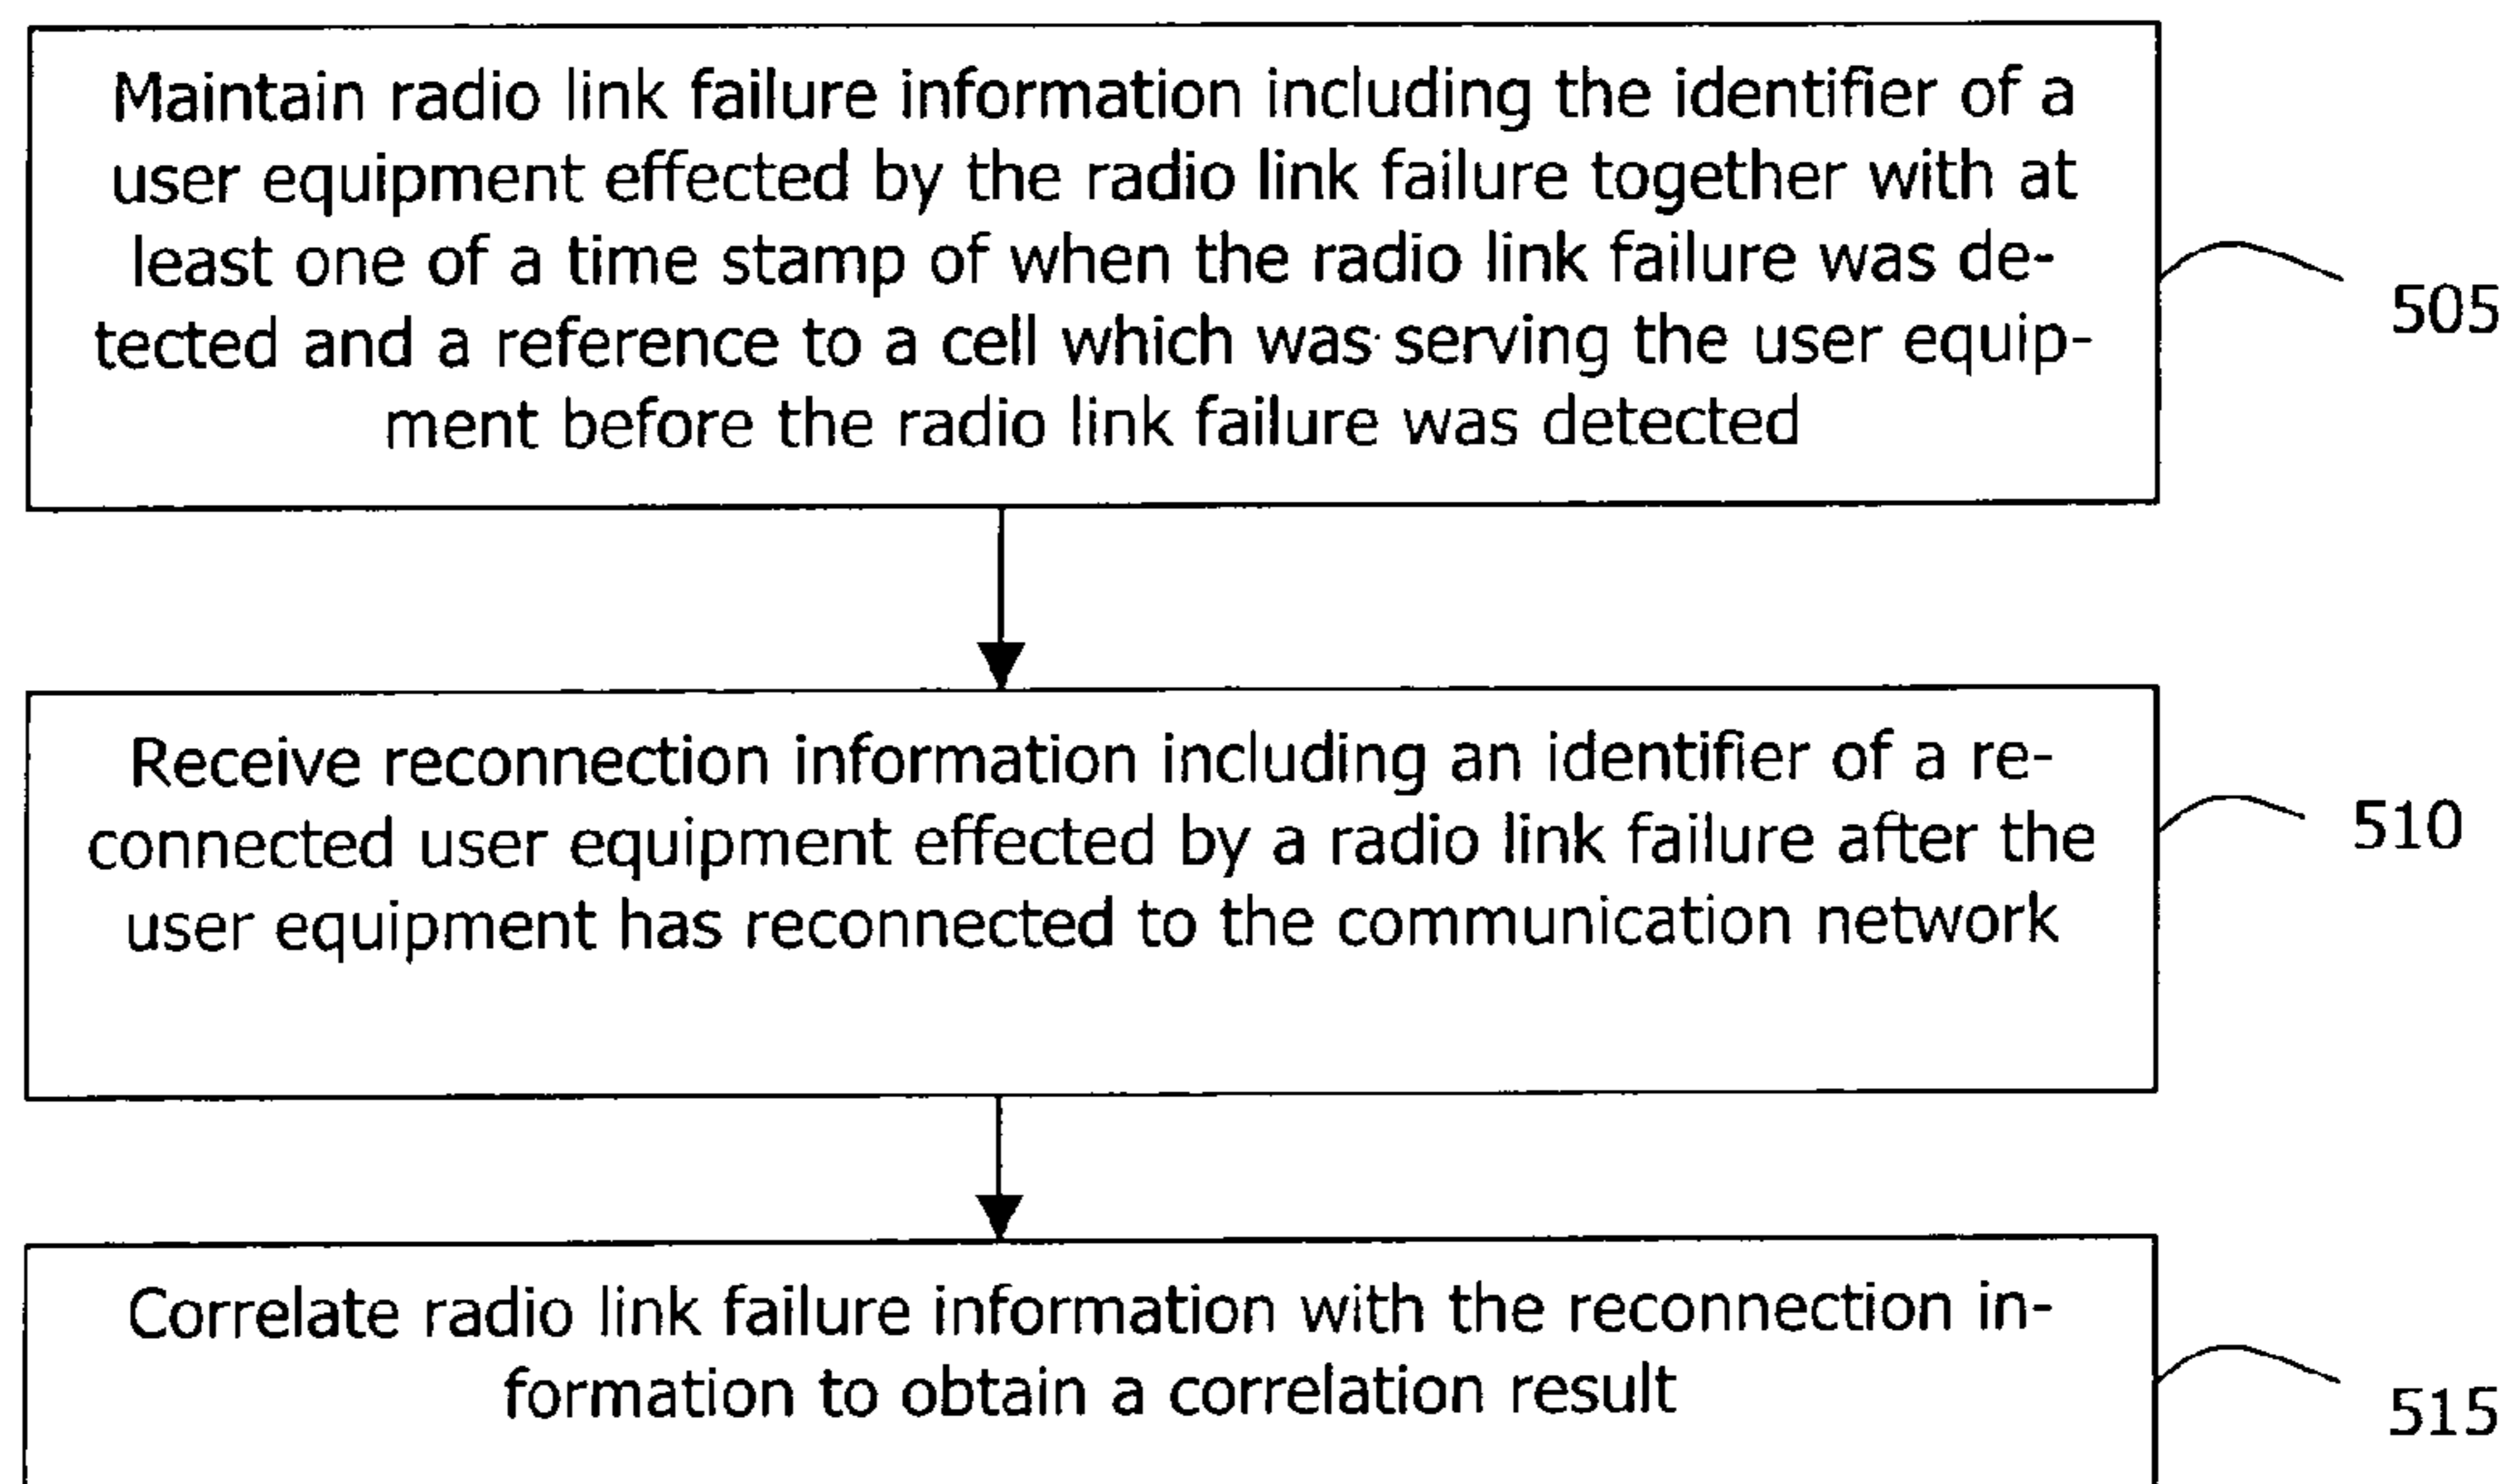 Maintain radio link failure information including the identifier of a
user equipment effected by the radio link failure together with at
least one of a time stamp of when the radio link failure was de-
tected and a reference to a cell which was serving the user equip-
ment before the radio link failure was detected
505
Receive reconnection information including an identifier of a re-
connected user equipment effected by a radio link failure after the
user equipment has reconnected to the communication network
510
Correlate radio link failure information with the reconnection in-
formation to obtain a correlation result
515